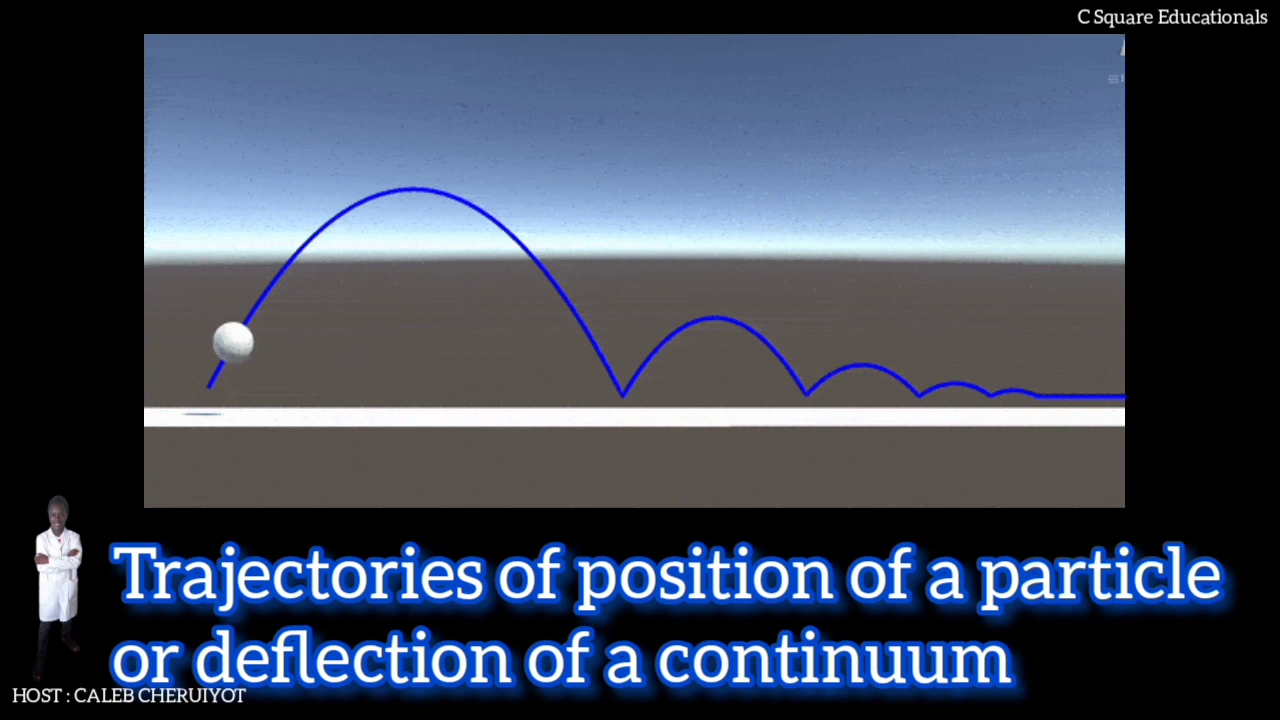 C Square Educationals
Trajectories of position of a particle
or deflection of a continuum
HOST : CALEB CHERUIYOT